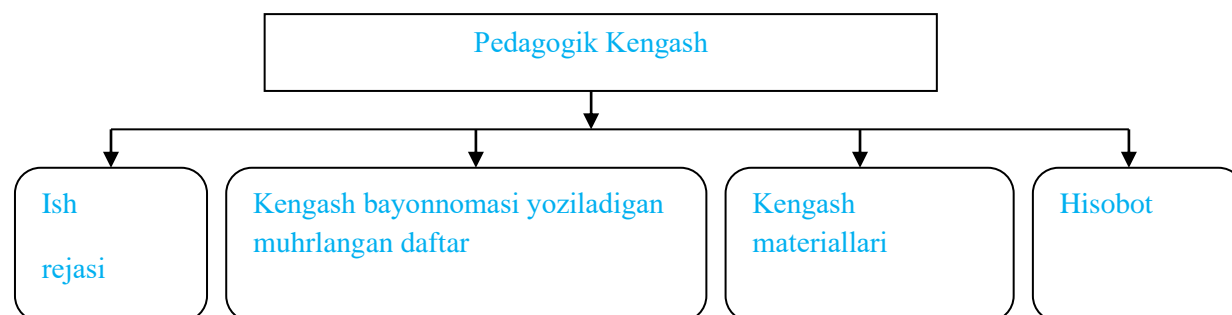 Pedagogik Kengash
Ish
rejasi
Kengash bayonnomasi yoziladigan
muhrlangan daftar
Kengash
materiallari
Hisobot